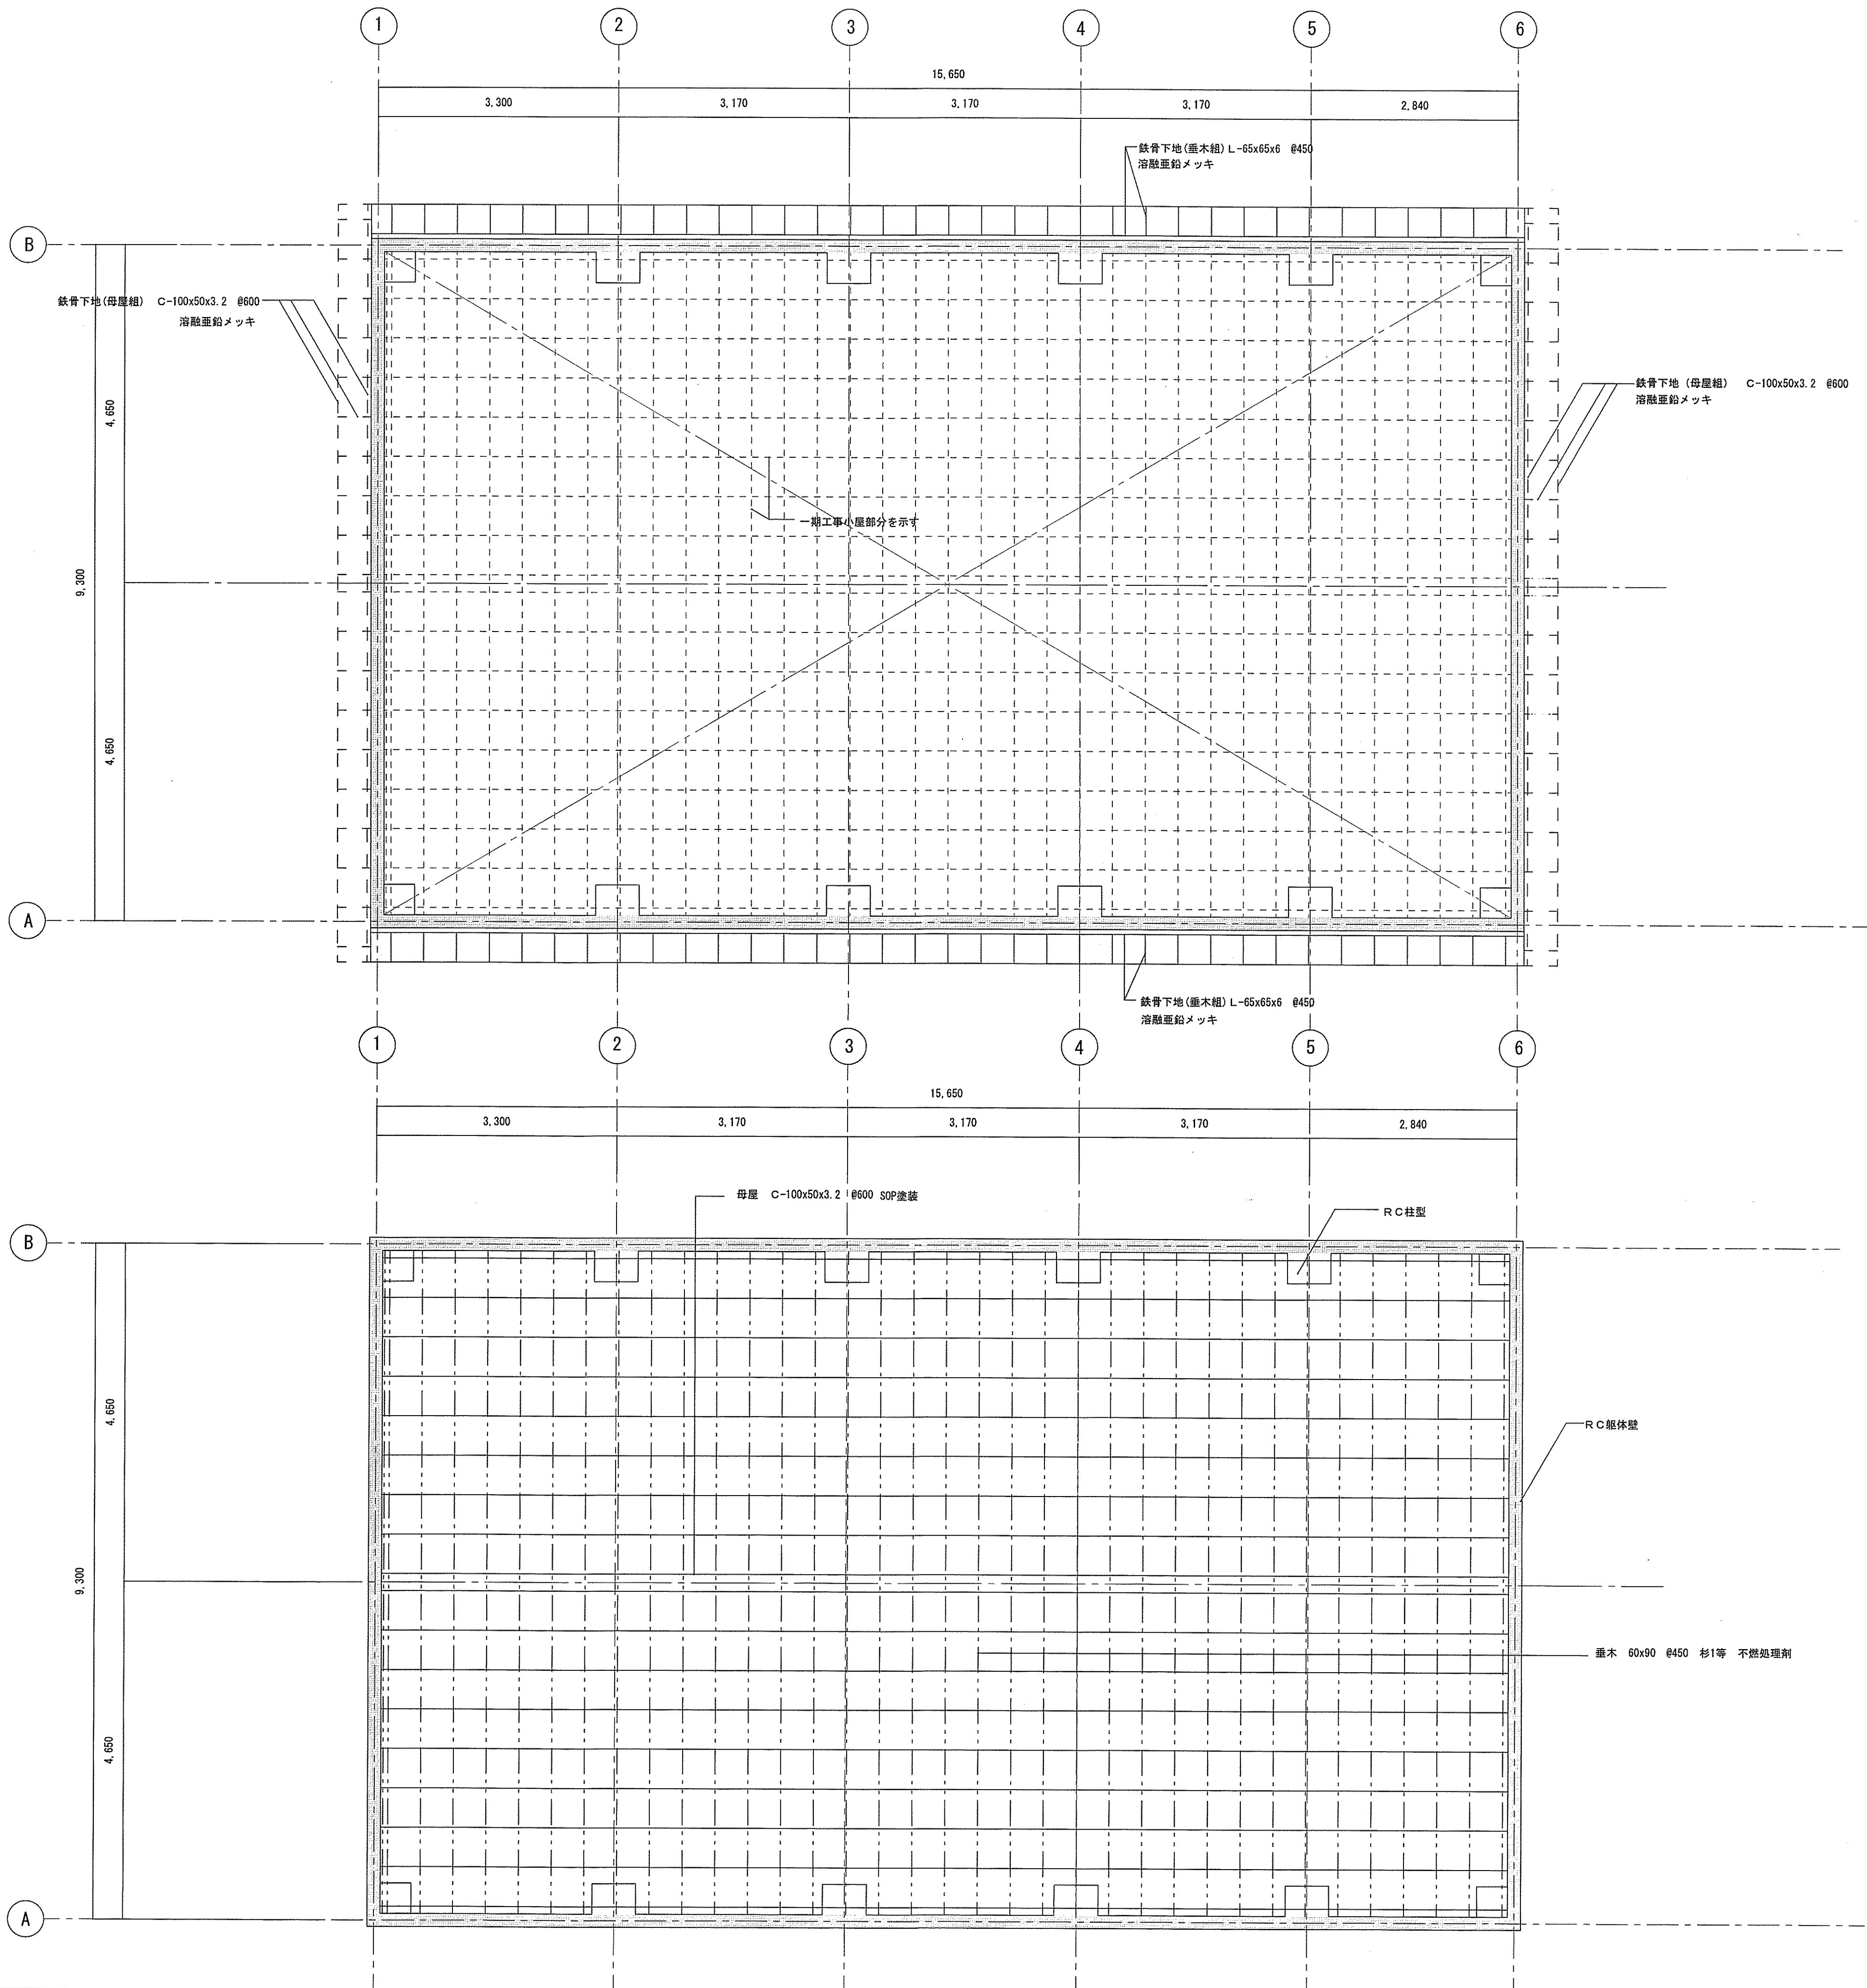 1 2 3 4 5 6
15,650
3,300 3,170 3,170 3,170 2,840
鉄骨下地(垂木組) L-65x65x6 @450
溶融亜鉛メッキ
B
鉄骨下地(母屋組) C-100x50x3.2 @600
溶融亜鉛メッキ
鉄骨下地 (母屋組) C-100x50x3.2 @600
溶融亜鉛メッキ
4,650
一期工事小屋部分を示す
9,300
4,650
A
鉄骨下地(垂木組) L-65x65x6 @450
溶融亜鉛メッキ
1 2 3 4 5 6
15,650
3,300 3,170 3,170 3,170 2,840
母屋 C-100x50x3.2 @600 SOP塗装
RC柱型
B
4,650
RC躯体壁
9,300
垂木 60x90 @450 杉1等 不燃処理剤
4,650
A